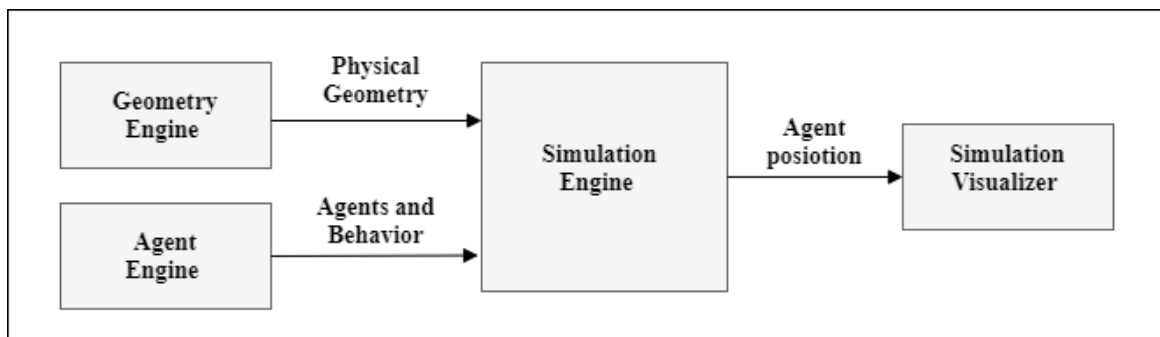 Geometry
Engine
Physical
Geometry
Agent
Engine
Agents and
Behavior
Simulation
Engine
Agent
posiotion
Simulation
Visualizer